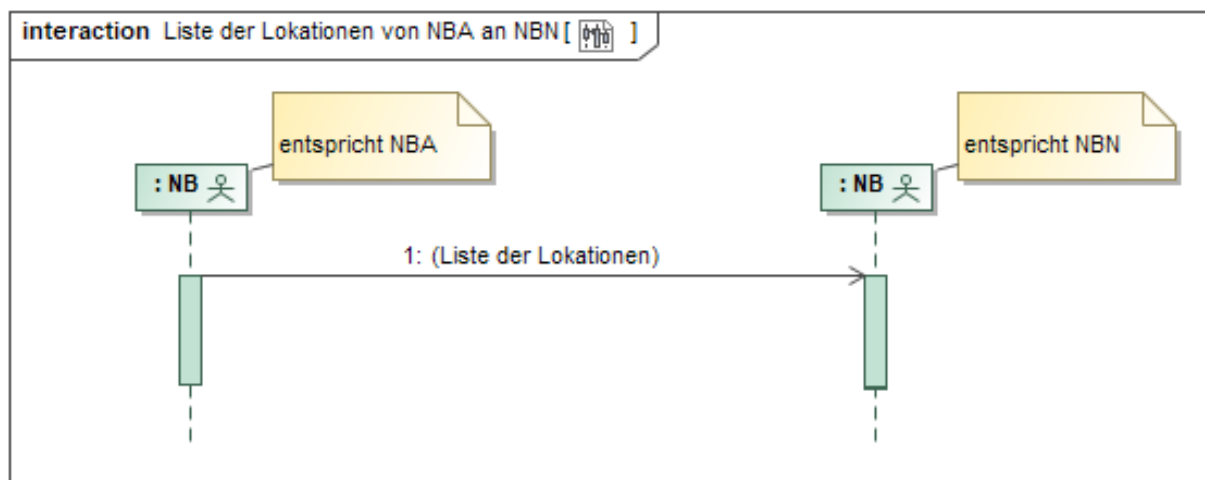 interaction Liste der Lokationen von NBA an NBN [ ]
entspricht NBA
entspricht NBN
: NB
: NB
1: (Liste der Lokationen)